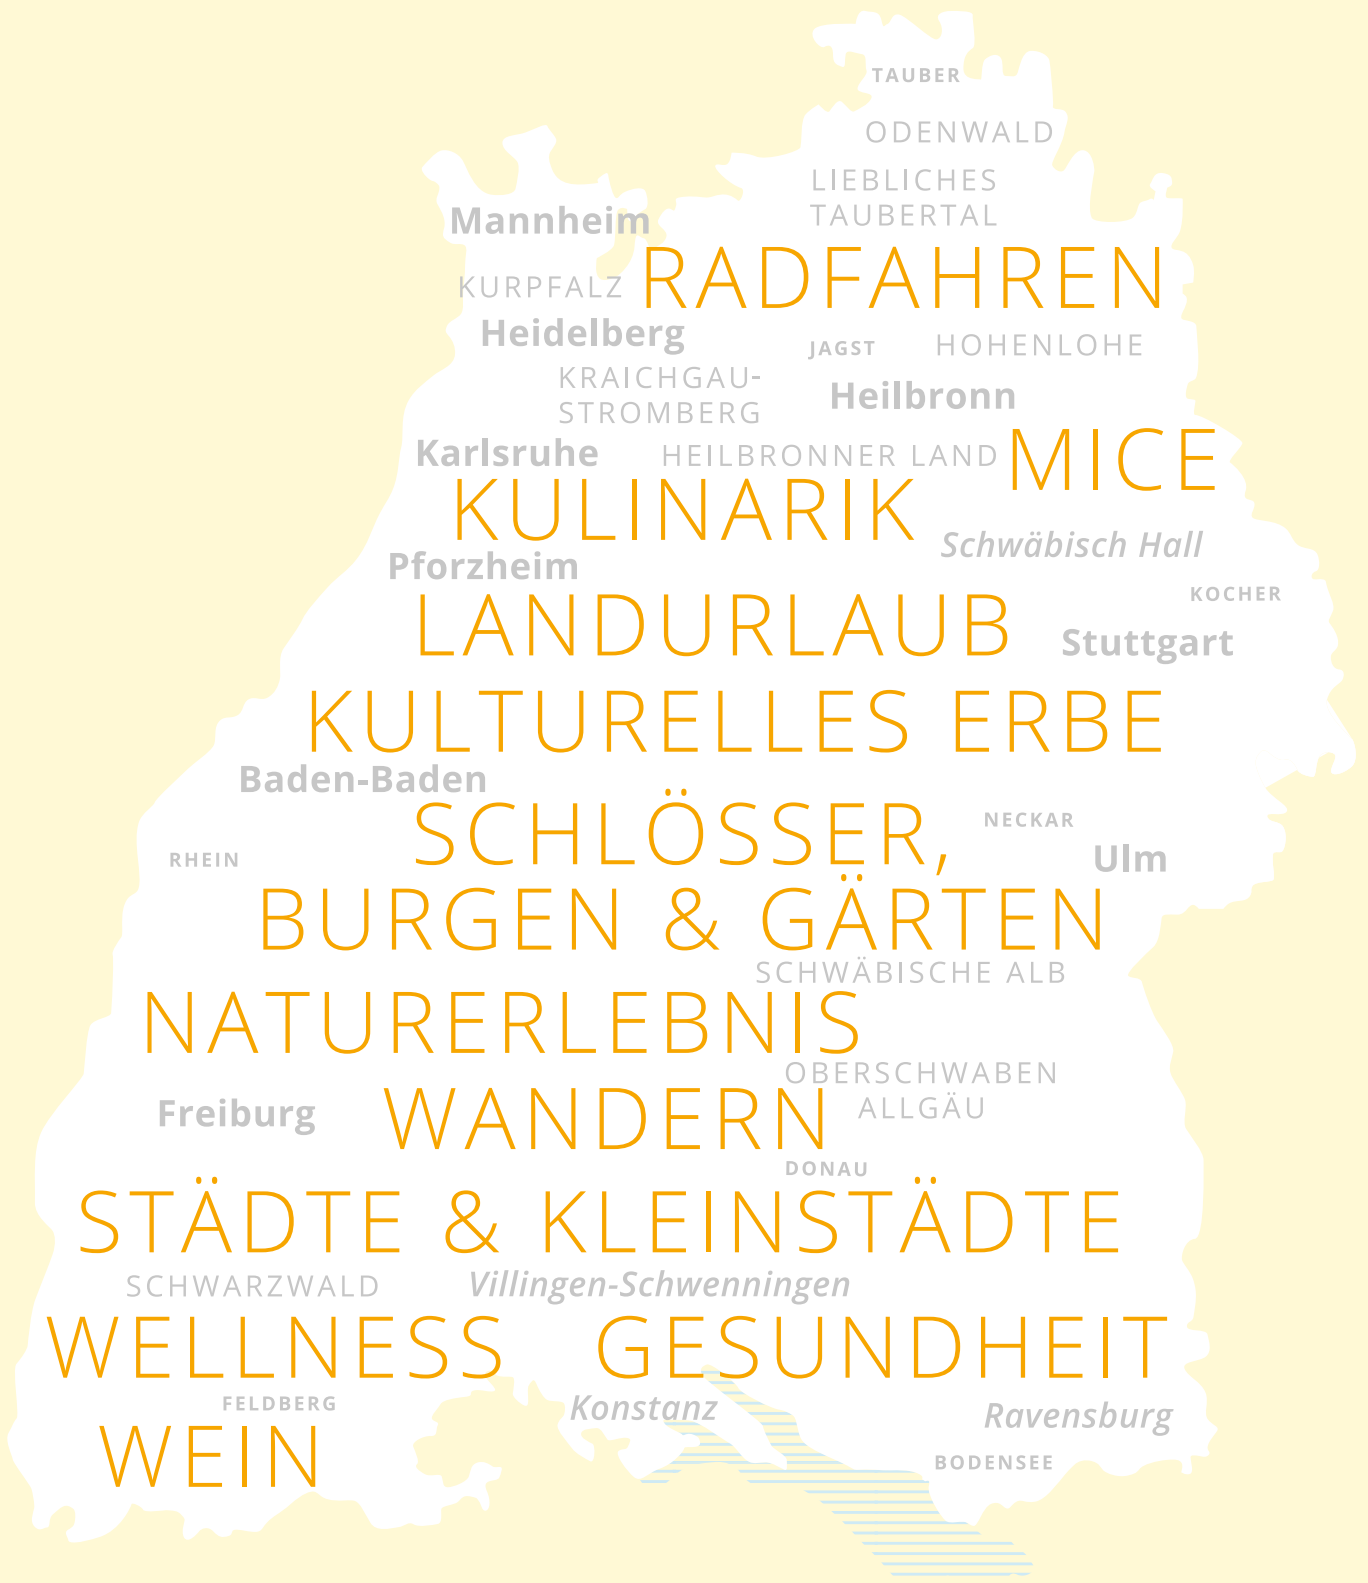 TAUBER
ODENWALD
LIEBLICHES
TAUBERTAL
Mannheim
RADFAHREN
KURPFALZ
Heidelberg
JAGST
HOHENLOHE
KRAICHGAU-
STROMBERG
Heilbronn
Karlsruhe
HEILBRONNER LAND
MICE
KULINARIK
Schwäbisch Hall
Pforzheim
KOCHER
LANDURLAUB
Stuttgart
KULTURELLES ERBE
Baden-Baden
SCHLÖSSER,
NECKAR
RHEIN
Ulm
BURGEN & GÄRTEN
SCHWÄBISCHE ALB
NATURERLEBNIS
OBERSCHWABEN
ALLGÄU
Freiburg
WANDERN
DONAU
STÄDTE & KLEINSTÄDTE
SCHWARZWALD
Villingen-Schwenningen
WELLNESS
GESUNDHEIT
FELDBERG
Konstanz
Ravensburg
WEIN
BODENSEE